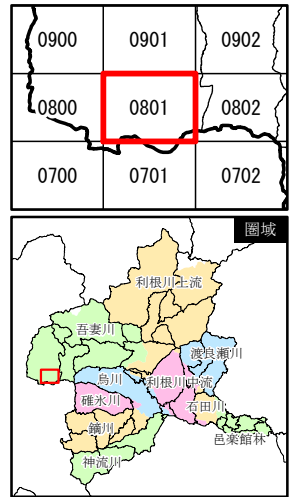 0900 0901 0902
0800 0801 0802
0700 0701 0702
圏域
利根川上流
吾妻川
渡良瀬川
烏川 利根川中流
碓氷川
石田川
鏑川
邑楽館林
神流川